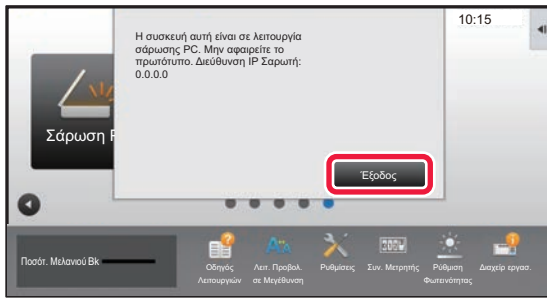 10:15
Η συσκευή αυτή είναι σε λειτουργία
σάρωσης PC. Μην αφαιρείτε το
πρωτότυπο. Διεύθυνση IP Σαρωτή:
0.0.0.0
Σάρωση
Έξοδος
Ποσότ. Μελανιού Bk
Οδηγός
Λειτουργιών
Λειτ. Προβολ.
σε Μεγέθυνση
Ρυθμίσεις
Συν. Μετρητής
Ρύθμιση
Φωτεινότητας
Διαχείρ εργασ.